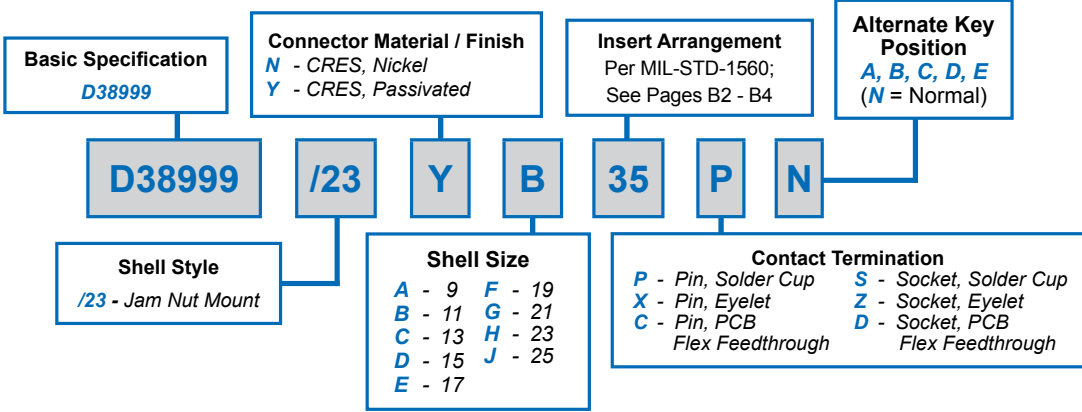 Basic Specification
D38999
Connector Material / Finish
N - CRES, Nickel
Y - CRES, Passivated
Insert Arrangement
Per MIL-STD-1560;
See Pages B2 - B4
Alternate Key
Position
A, B, C, D, E
(N = Normal)
D38999 /23 Y B 35 P N
Shell Style
/23 - Jam Nut Mount
Shell Size
A - 9 F - 19
B - 11 G - 21
C - 13 H - 23
D - 15 J - 25
E - 17
Contact Termination
P - Pin, Solder Cup S - Socket, Solder Cup
X - Pin, Eyelet Z - Socket, Eyelet
C - Pin, PCB D - Socket, PCB
Flex Feedthrough Flex Feedthrough